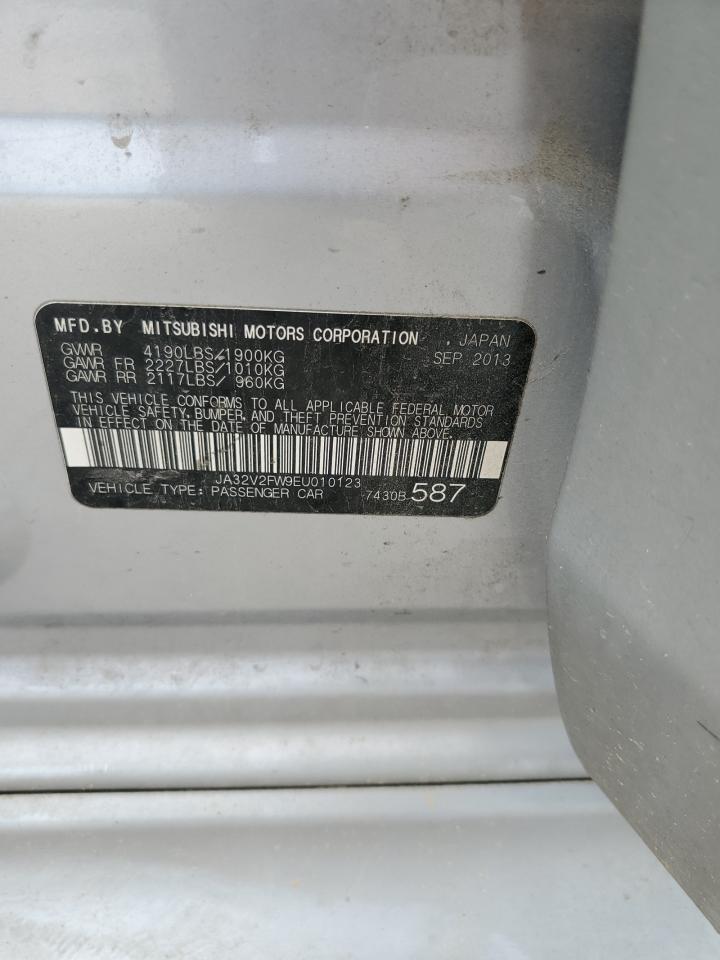 MFD.BY MITSUBISHI MOTORS CORPORATION , JAPAN
GVWR 4190LBS/1900KG SEP 2013
GAWR FR 2227LBS/1010KG
GAWR RR 2117LBS/ 960KG
THIS VEHICLE CONFORMS TO ALL APPLICABLE FEDERAL MOTOR
VEHICLE SAFETY, BUMPER, AND THEFT PREVENTION STANDARDS
IN EFFECT ON THE DATE OF MANUFACTURE SHOWN ABOVE.
JA32V2FW9EU010123
VEHICLE TYPE: PASSENGER CAR 7430B 587